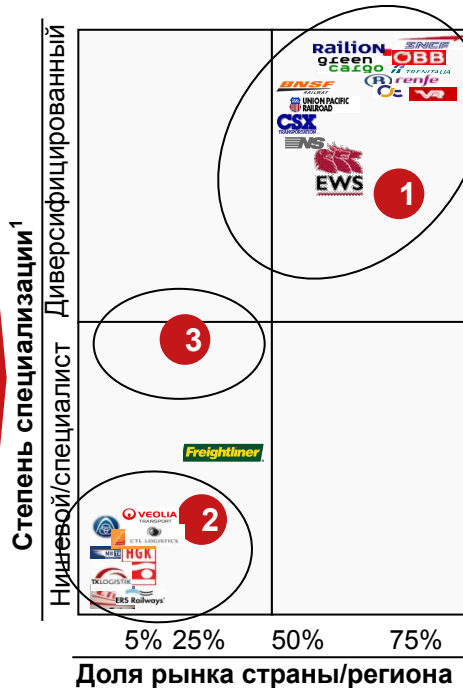 Степень специализации¹
Диверсифицированный
Нишевой/специалист
RAILION
SNCF
green
cargo
ÖBB
TRENITALIA
renfe
VR
BNSF
RAILWAY
UNION PACIFIC
RAILROAD
CSX
TRANSPORTATION
NS
EWS
1
3
Freightliner
2
VEOLIA
TRANSPORT
CTL LOGISTICS
HGK
TXLOGISTIK
ERS Railways
5% 25% 50% 75%
Доля рынка страны/региона